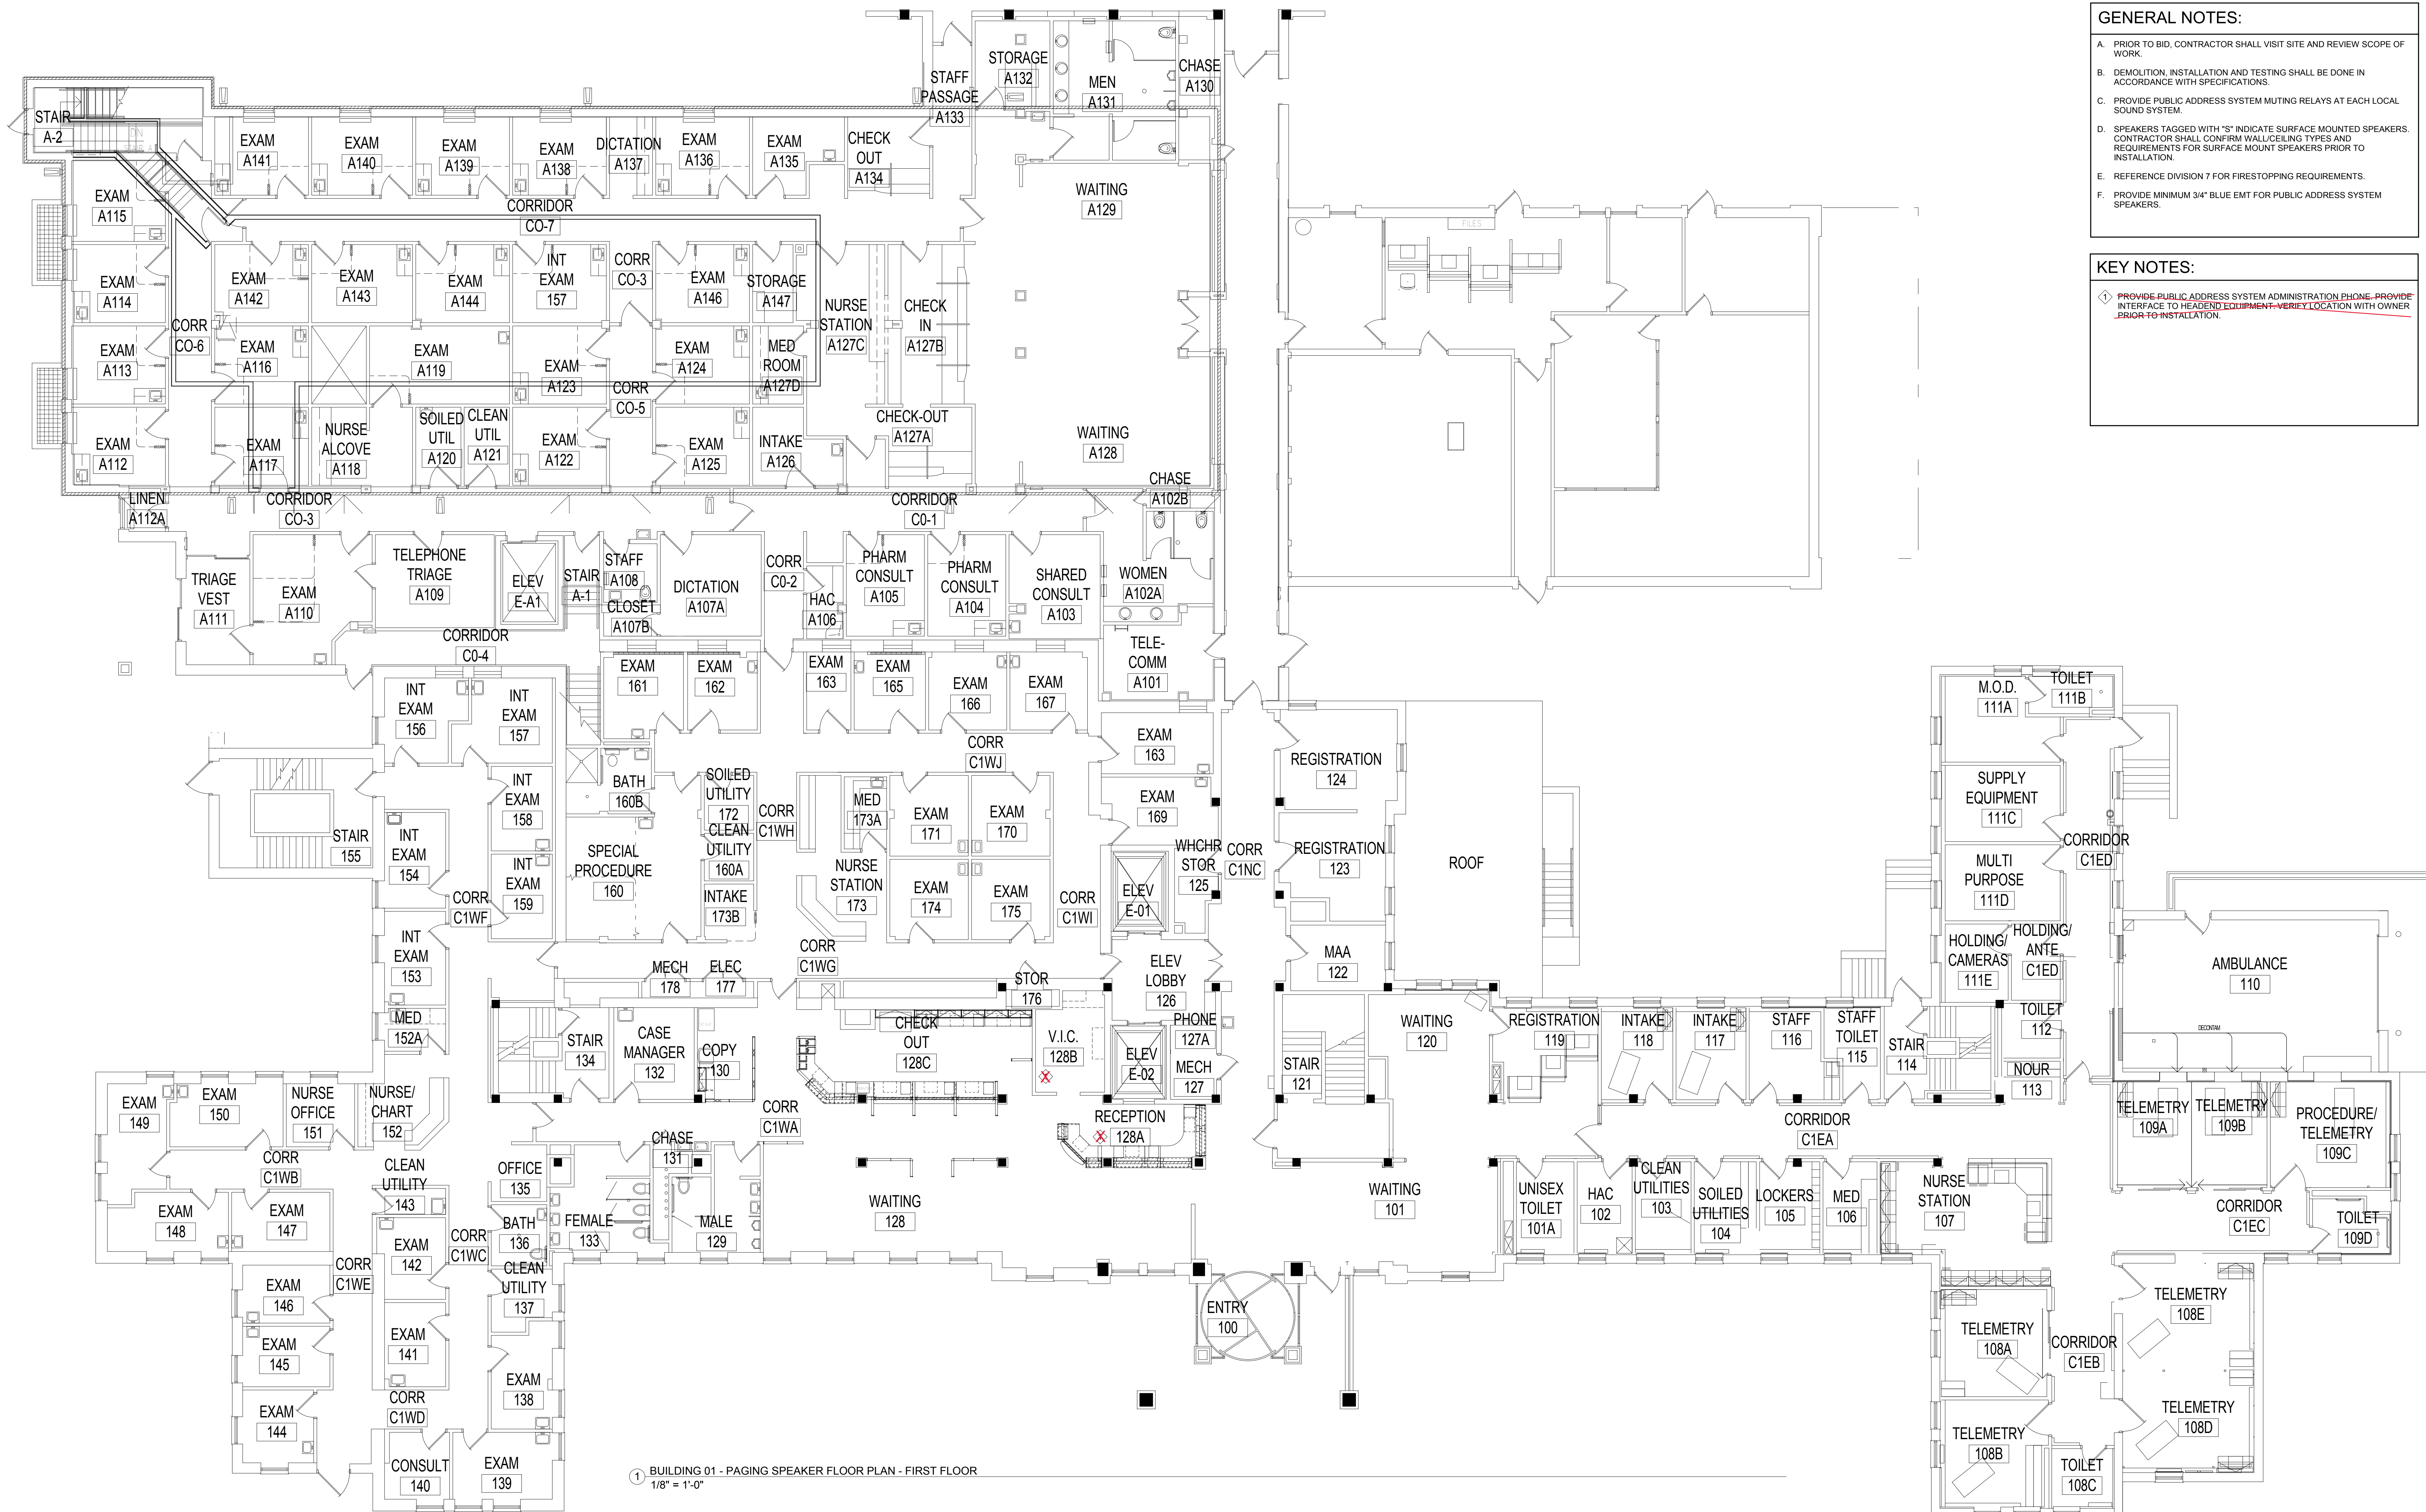 GENERAL NOTES:
A. PRIOR TO BID, CONTRACTOR SHALL VISIT SITE AND REVIEW SCOPE OF
WORK.
B. DEMOLITION, INSTALLATION AND TESTING SHALL BE DONE IN
ACCORDANCE WITH SPECIFICATIONS.
C. PROVIDE PUBLIC ADDRESS SYSTEM MUTING RELAYS AT EACH LOCAL
SOUND SYSTEM.
D. SPEAKERS TAGGED WITH "S" INDICATE SURFACE MOUNTED SPEAKERS.
CONTRACTOR SHALL CONFIRM WALL/CEILING TYPES AND
REQUIREMENTS FOR SURFACE MOUNT SPEAKERS PRIOR TO
INSTALLATION.
E. REFERENCE DIVISION 7 FOR FIRESTOPPING REQUIREMENTS.
F. PROVIDE MINIMUM 3/4" BLUE EMT FOR PUBLIC ADDRESS SYSTEM
SPEAKERS.
KEY NOTES:
1 PROVIDE PUBLIC ADDRESS SYSTEM ADMINISTRATION PHONE. PROVIDE
INTERFACE TO HEADEND EQUIPMENT. VERIFY LOCATION WITH OWNER
PRIOR TO INSTALLATION.
STAIR
A-2
DN
EXAM
A141
EXAM
A140
EXAM
A139
EXAM
A138
DICTATION
A137
EXAM
A136
EXAM
A135
CHECK
OUT
A134
STAFF
PASSAGE
A133
STORAGE
A132
MEN
A131
CHASE
A130
EXAM
A115
CORRIDOR
CO-7
WAITING
A129
FILES
EXAM
A114
EXAM
A142
EXAM
A143
EXAM
A144
INT
EXAM
157
CORR
CO-3
EXAM
A146
STORAGE
A147
NURSE
STATION
A127C
CHECK
IN
A127B
CORR
CO-6
EXAM
A113
EXAM
A116
EXAM
A119
EXAM
A123
EXAM
A124
MED
ROOM
A127D
CORR
CO-5
EXAM
A112
EXAM
A117
NURSE
ALCOVE
A118
SOILED
UTIL
A120
CLEAN
UTIL
A121
EXAM
A122
EXAM
A125
INTAKE
A126
CHECK-OUT
A127A
WAITING
A128
LINEN
A112A
CORRIDOR
CO-3
CORRIDOR
C0-1
CHASE
A102B
TRIAGE
VEST
A111
EXAM
A110
TELEPHONE
TRIAGE
A109
ELEV
E-A1
STAIR
A-1
STAFF
A108
CLOSET
A107B
DICTATION
A107A
CORR
C0-2
HAC
A106
PHARM
CONSULT
A105
PHARM
CONSULT
A104
SHARED
CONSULT
A103
WOMEN
A102A
CORRIDOR
C0-4
TELE-
COMM
A101
INT
EXAM
156
INT
EXAM
157
EXAM
161
EXAM
162
EXAM
163
EXAM
165
EXAM
166
EXAM
167
EXAM
163
CORR
C1WJ
REGISTRATION
124
STAIR
155
INT
EXAM
154
INT
EXAM
158
INT
EXAM
159
BATH
160B
SOILED
UTILITY
172
CLEAN
UTILITY
160A
CORR
C1WH
MED
173A
EXAM
171
EXAM
170
EXAM
169
SPECIAL
PROCEDURE
160
INTAKE
173B
NURSE
STATION
173
EXAM
174
EXAM
175
CORR
C1WI
ELEV
E-01
WHCHR
STOR
125
CORR
C1NC
REGISTRATION
123
ROOF
CORR
C1WF
INT
EXAM
153
MED
152A
CORR
C1WG
MECH
178
ELEC
177
STOR
176
ELEV
LOBBY
126
MAA
122
STAIR
134
CASE
MANAGER
132
COPY
130
CHECK
OUT
128C
V.I.C.
128B
ELEV
E-02
PHONE
127A
MECH
127
STAIR
121
WAITING
120
REGISTRATION
119
INTAKE
118
INTAKE
117
STAFF
116
STAFF
TOILET
115
STAIR
114
M.O.D.
111A
TOILET
111B
SUPPLY
EQUIPMENT
111C
CORRIDOR
C1ED
MULTI
PURPOSE
111D
HOLDING/
CAMERAS
111E
HOLDING/
ANTE
C1ED
TOILET
112
NOUR
113
AMBULANCE
110
DECONTAM
EXAM
149
EXAM
150
NURSE
OFFICE
151
NURSE/
CHART
152
CORR
C1WA
RECEPTION
128A
CORRIDOR
C1EA
TELEMETRY
109A
TELEMETRY
109B
PROCEDURE/
TELEMETRY
109C
CORR
C1WB
CLEAN
UTILITY
143
OFFICE
135
CHASE
131
EXAM
148
EXAM
147
EXAM
142
CORR
C1WC
BATH
136
FEMALE
133
MALE
129
WAITING
128
WAITING
101
UNISEX
TOILET
101A
HAC
102
CLEAN
UTILITIES
103
SOILED
UTILITIES
104
LOCKERS
105
MED
106
NURSE
STATION
107
CORRIDOR
C1EC
TOILET
109D
CORR
C1WE
EXAM
146
CLEAN
UTILITY
137
EXAM
145
EXAM
141
ENTRY
100
TELEMETRY
108E
TELEMETRY
108A
CORRIDOR
C1EB
EXAM
144
CORR
C1WD
EXAM
138
TELEMETRY
108D
TELEMETRY
108B
CONSULT
140
EXAM
139
TOILET
108C
1 BUILDING 01 - PAGING SPEAKER FLOOR PLAN - FIRST FLOOR
1/8" = 1'-0"